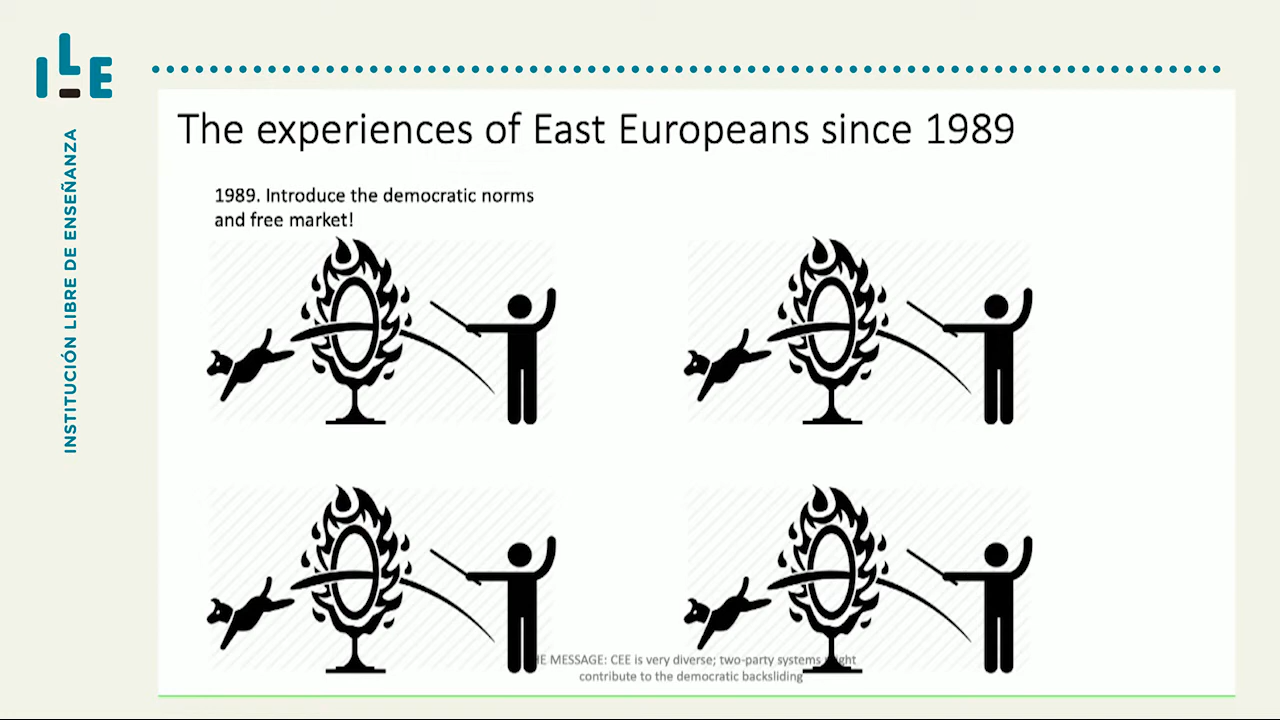 ILE
INSTITUCIÓN LIBRE DE ENSEÑANZA
The experiences of East Europeans since 1989
1989. Introduce the democratic norms
and free market!
MESSAGE: CEE is very diverse; two-party systems
contribute to the democratic backsliding